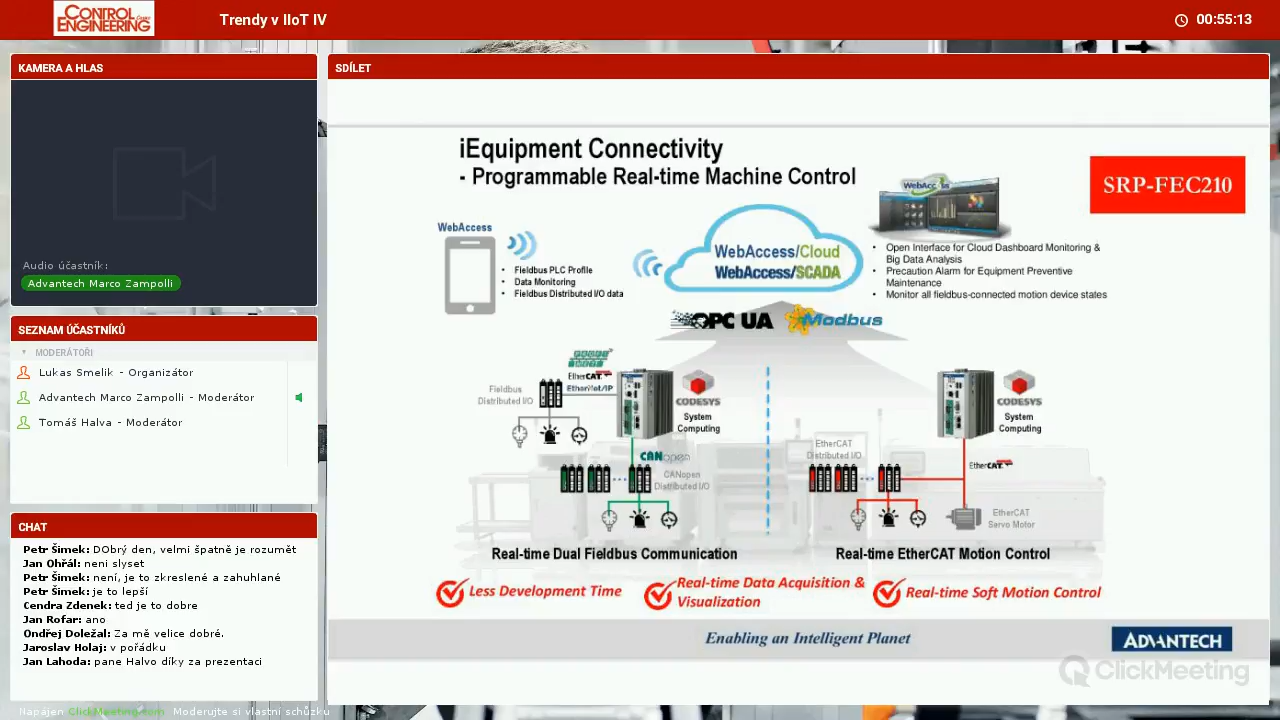 CONTROL
ENGINEERING
Trendy v IIoT IV
00:55:13
KAMERA A HLAS
Audio účastník:
Advantech Marco Zampolli
SEZNAM ÚČASTNÍKŮ
MODERÁTOŘI
Lukas Smelik - Organizátor
Advantech Marco Zampolli - Moderátor
Tomáš Halva - Moderátor
CHAT
Petr Šimek: DObrý den, velmi špatně je rozumět
Jan Ohřál: neni slyset
Petr Šimek: není, je to zkreslené a zahuhlané
Petr Šimek: je to lepší
Cendra Zdenek: ted je to dobre
Jan Rofar: ano
Ondřej Doležal: Za mě velice dobré.
Jaroslav Holaj: v pořádku
Jan Lahoda: pane Halvo díky za prezentaci
Napájen ClickMeeting.com Moderujte si vlastní schůzku
SDÍLET
iEquipment Connectivity
- Programmable Real-time Machine Control
SRP-FEC210
WebAccess
• Fieldbus PLC Profile
• Data Monitoring
• Fieldbus Distributed I/O data
WebAccess/Cloud
WebAccess/SCADA
WebAccess
• Open Interface for Cloud Dashboard Monitoring &
Big Data Analysis
• Precaution Alarm for Equipment Preventive
Maintenance
• Monitor all fieldbus-connected motion device states
OPC UA
Modbus
EtherCAT
EtherNet/IP
Fieldbus
Distributed I/O
CODESYS
System
Computing
CANopen
CANopen
Distributed I/O
Real-time Dual Fieldbus Communication
CODESYS
System
Computing
EtherCAT
Distributed I/O
EtherCAT
EtherCAT
Servo Motor
Real-time EtherCAT Motion Control
Less Development Time
Real-time Data Acquisition &
Visualization
Real-time Soft Motion Control
Enabling an Intelligent Planet
ADVANTECH
ClickMeeting